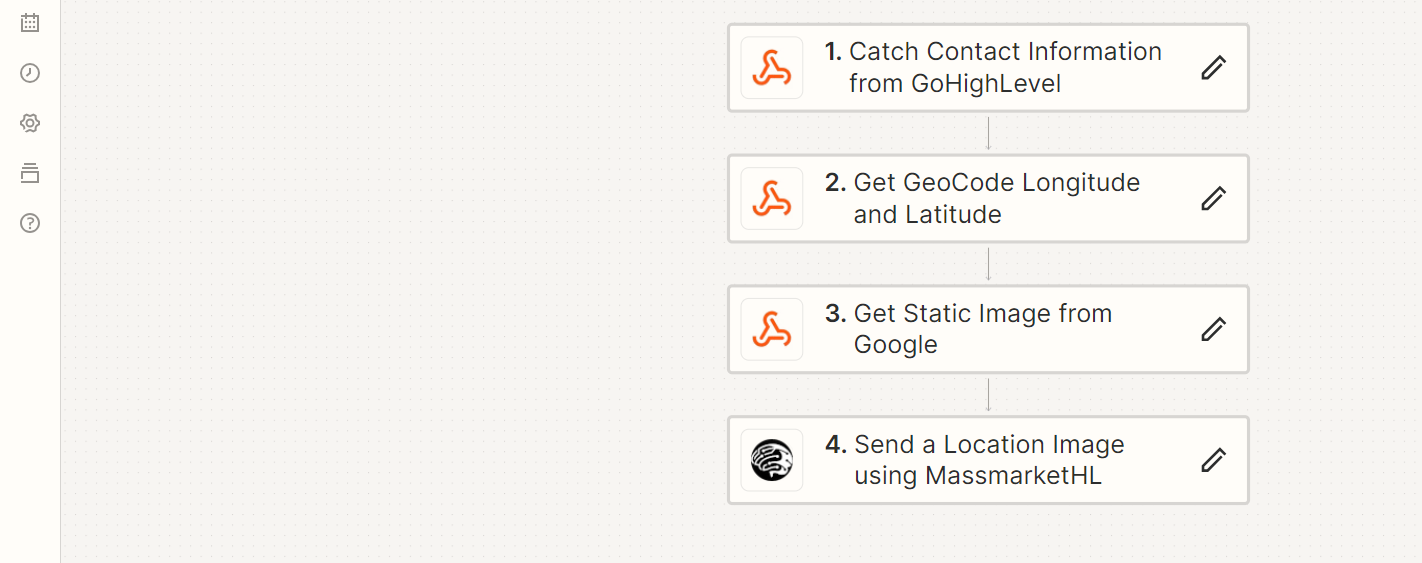 1. Catch Contact Information
from GoHighLevel
2. Get GeoCode Longitude
and Latitude
3. Get Static Image from
Google
4. Send a Location Image
using MassmarketHL